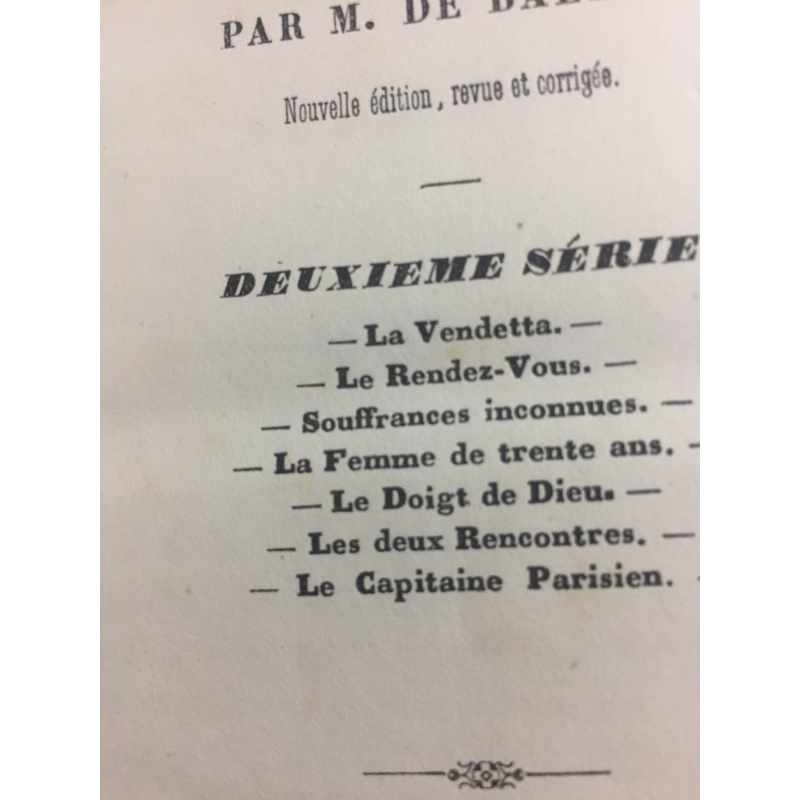 PAR M. DE
Nouvelle édition, revue et corrigée.
DEUXIEME SÉRIE
— La Vendetta. —
— Le Rendez-Vous. —
— Souffrances inconnues. —
— La Femme de trente ans. -
— Le Doigt de Dieu. —
— Les deux Rencontres. —
— Le Capitaine Parisien. -